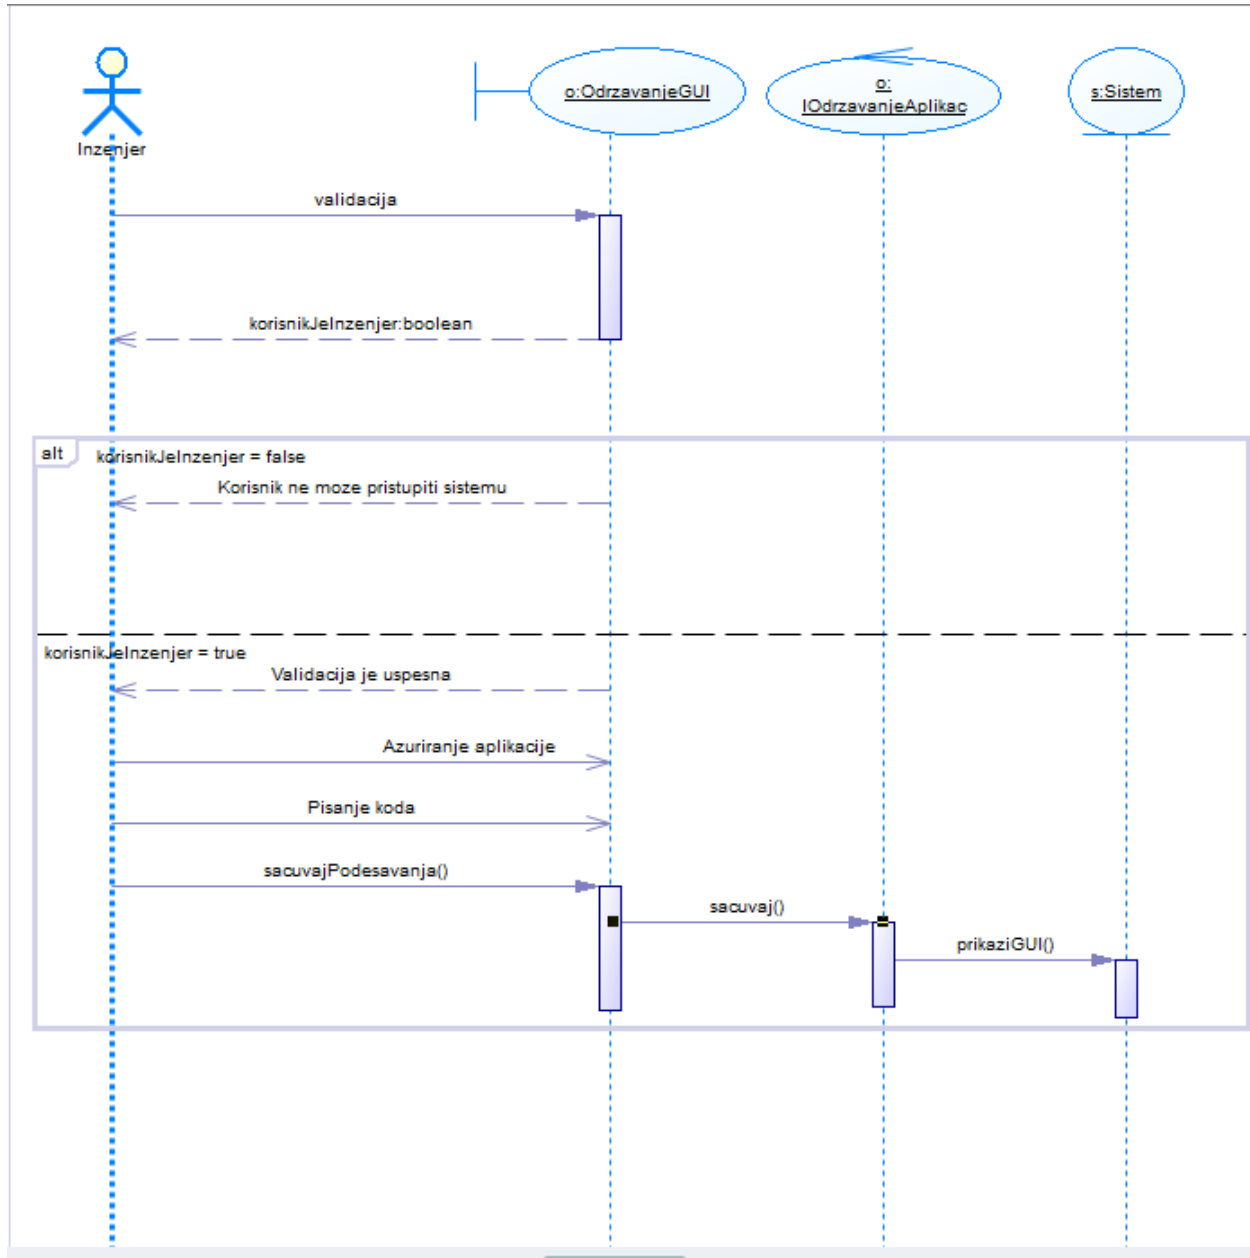 Inzenjer
o:OdrzavanjeGUI
o:
IOdrzavanjeAplikac
s:Sistem
validacija
korisnikJeInzenjer:boolean
alt
korisnikJeInzenjer = false
Korisnik ne moze pristupiti sistemu
korisnikJeInzenjer = true
Validacija je uspesna
Azuriranje aplikacije
Pisanje koda
sacuvajPodesavanja()
sacuvaj()
prikaziGUI()